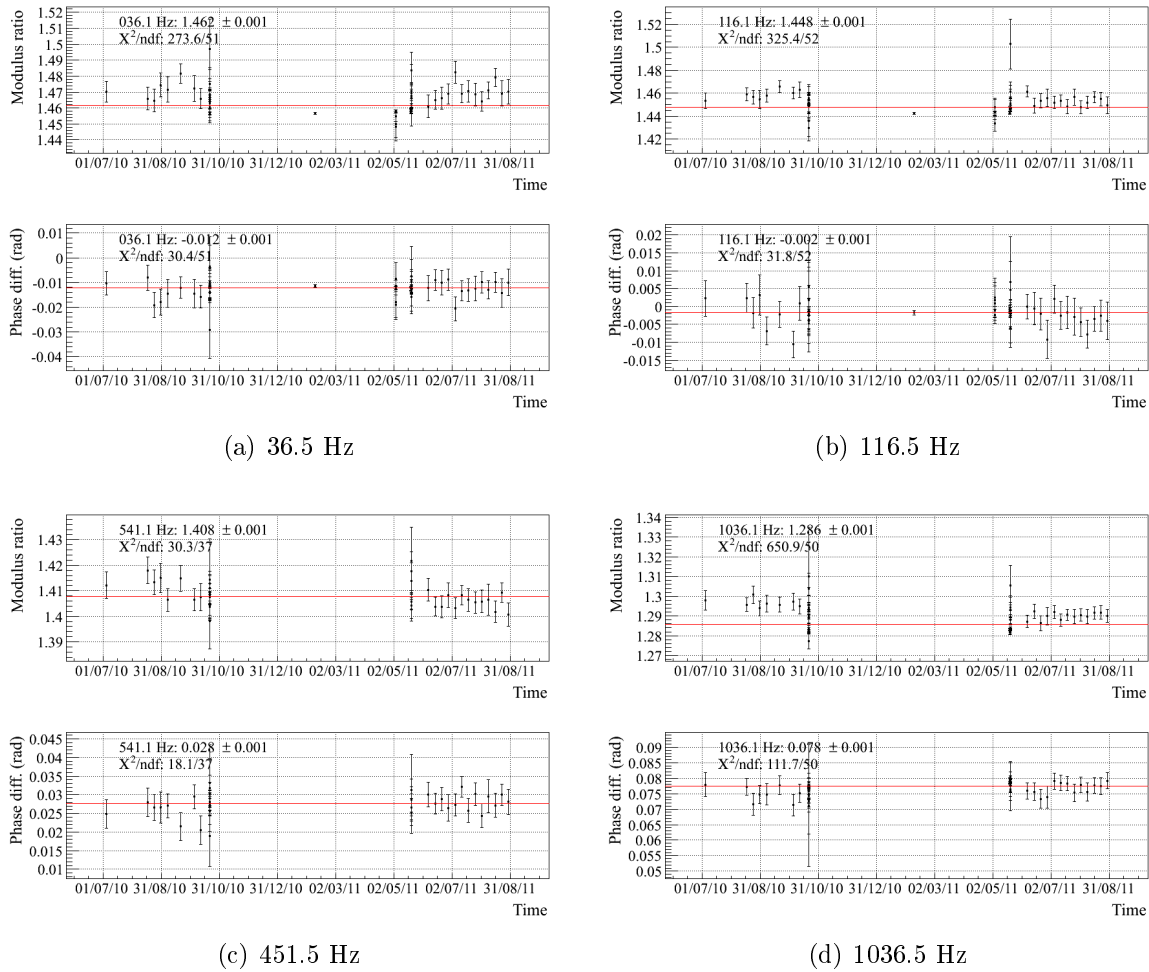 Modulus ratio
036.1 Hz: 1.462 ± 0.001
X²/ndf: 273.6/51
1.52
1.51
1.5
1.49
1.48
1.47
1.46
1.45
1.44
01/07/10 31/08/10 31/10/10 31/12/10 02/03/11 02/05/11 02/07/11 31/08/11
Time
Phase diff. (rad)
036.1 Hz: -0.012 ± 0.001
X²/ndf: 30.4/51
0.01
0
-0.01
-0.02
-0.03
-0.04
01/07/10 31/08/10 31/10/10 31/12/10 02/03/11 02/05/11 02/07/11 31/08/11
Time
(a) 36.5 Hz
Modulus ratio
116.1 Hz: 1.448 ± 0.001
X²/ndf: 325.4/52
1.52
1.5
1.48
1.46
1.44
1.42
01/07/10 31/08/10 31/10/10 31/12/10 02/03/11 02/05/11 02/07/11 31/08/11
Time
Phase diff. (rad)
116.1 Hz: -0.002 ± 0.001
X²/ndf: 31.8/52
0.02
0.015
0.01
0.005
0
-0.005
-0.01
-0.015
01/07/10 31/08/10 31/10/10 31/12/10 02/03/11 02/05/11 02/07/11 31/08/11
Time
(b) 116.5 Hz
Modulus ratio
541.1 Hz: 1.408 ± 0.001
X²/ndf: 30.3/37
1.43
1.42
1.41
1.4
1.39
01/07/10 31/08/10 31/10/10 31/12/10 02/03/11 02/05/11 02/07/11 31/08/11
Time
Phase diff. (rad)
541.1 Hz: 0.028 ± 0.001
X²/ndf: 18.1/37
0.045
0.04
0.035
0.03
0.025
0.02
0.015
0.01
01/07/10 31/08/10 31/10/10 31/12/10 02/03/11 02/05/11 02/07/11 31/08/11
Time
(c) 451.5 Hz
Modulus ratio
1036.1 Hz: 1.286 ± 0.001
X²/ndf: 650.9/50
1.34
1.33
1.32
1.31
1.3
1.29
1.28
1.27
01/07/10 31/08/10 31/10/10 31/12/10 02/03/11 02/05/11 02/07/11 31/08/11
Time
Phase diff. (rad)
1036.1 Hz: 0.078 ± 0.001
X²/ndf: 111.7/50
0.09
0.085
0.08
0.075
0.07
0.065
0.06
0.055
0.05
01/07/10 31/08/10 31/10/10 31/12/10 02/03/11 02/05/11 02/07/11 31/08/11
Time
(d) 1036.5 Hz